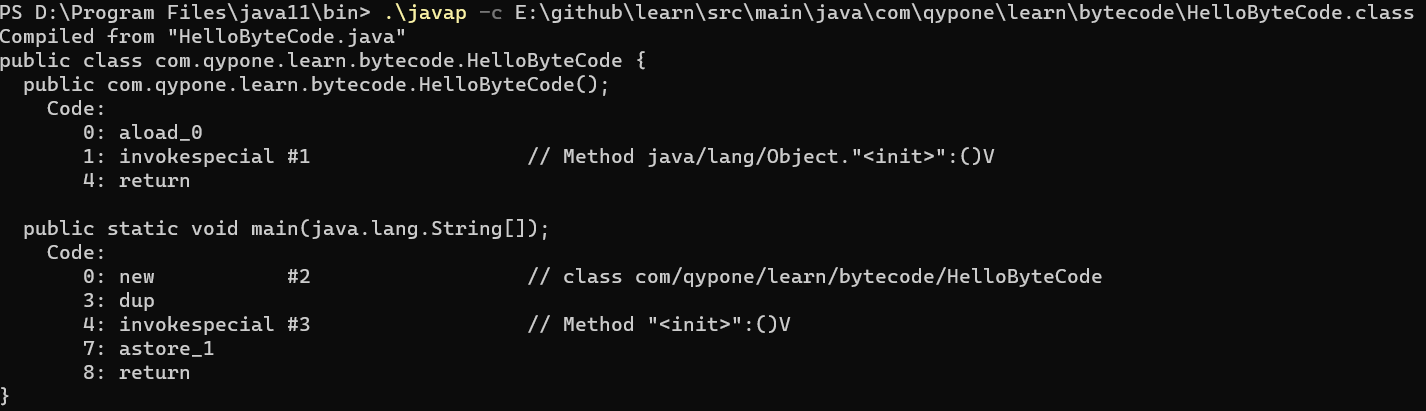 PS D:\Program Files\java11\bin> .\javap -c E:\github\learn\src\main\java\com\qypone\learn\bytecode\HelloByteCode.class
Compiled from "HelloByteCode.java"
public class com.qypone.learn.bytecode.HelloByteCode {
  public com.qypone.learn.bytecode.HelloByteCode();
    Code:
       0: aload_0
       1: invokespecial #1                  // Method java/lang/Object."<init>":()V
       4: return

  public static void main(java.lang.String[]);
    Code:
       0: new           #2                  // class com/qypone/learn/bytecode/HelloByteCode
       3: dup
       4: invokespecial #3                  // Method "<init>":()V
       7: astore_1
       8: return
}